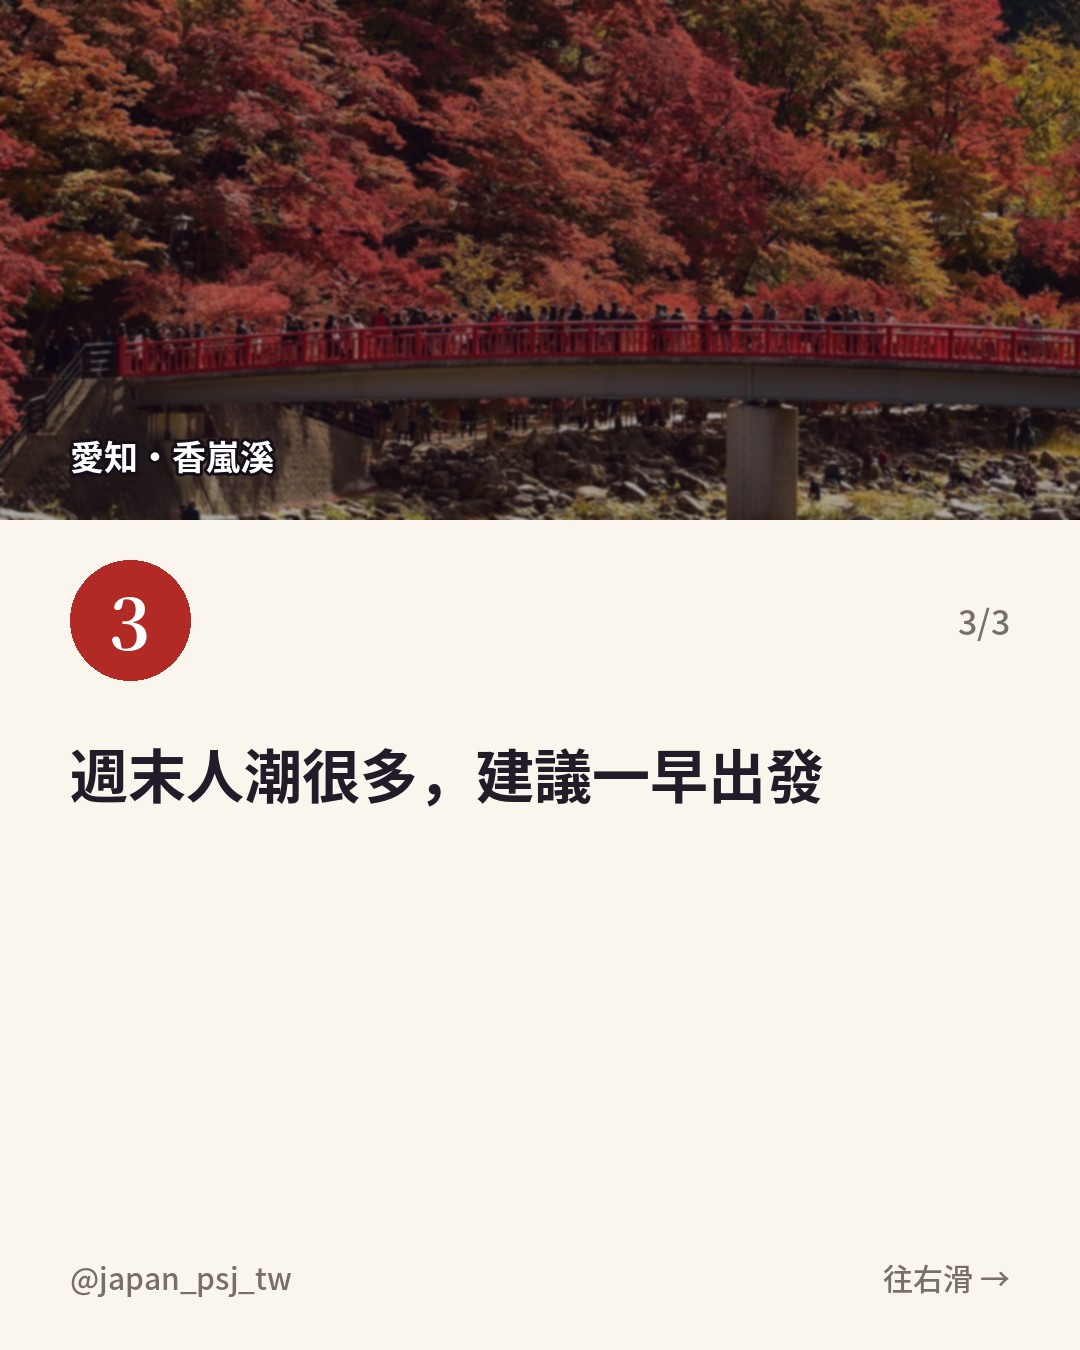 愛知・香嵐溪
3
3/3
週末人潮很多，建議一早出發
@japan_psj_tw
往右滑 →